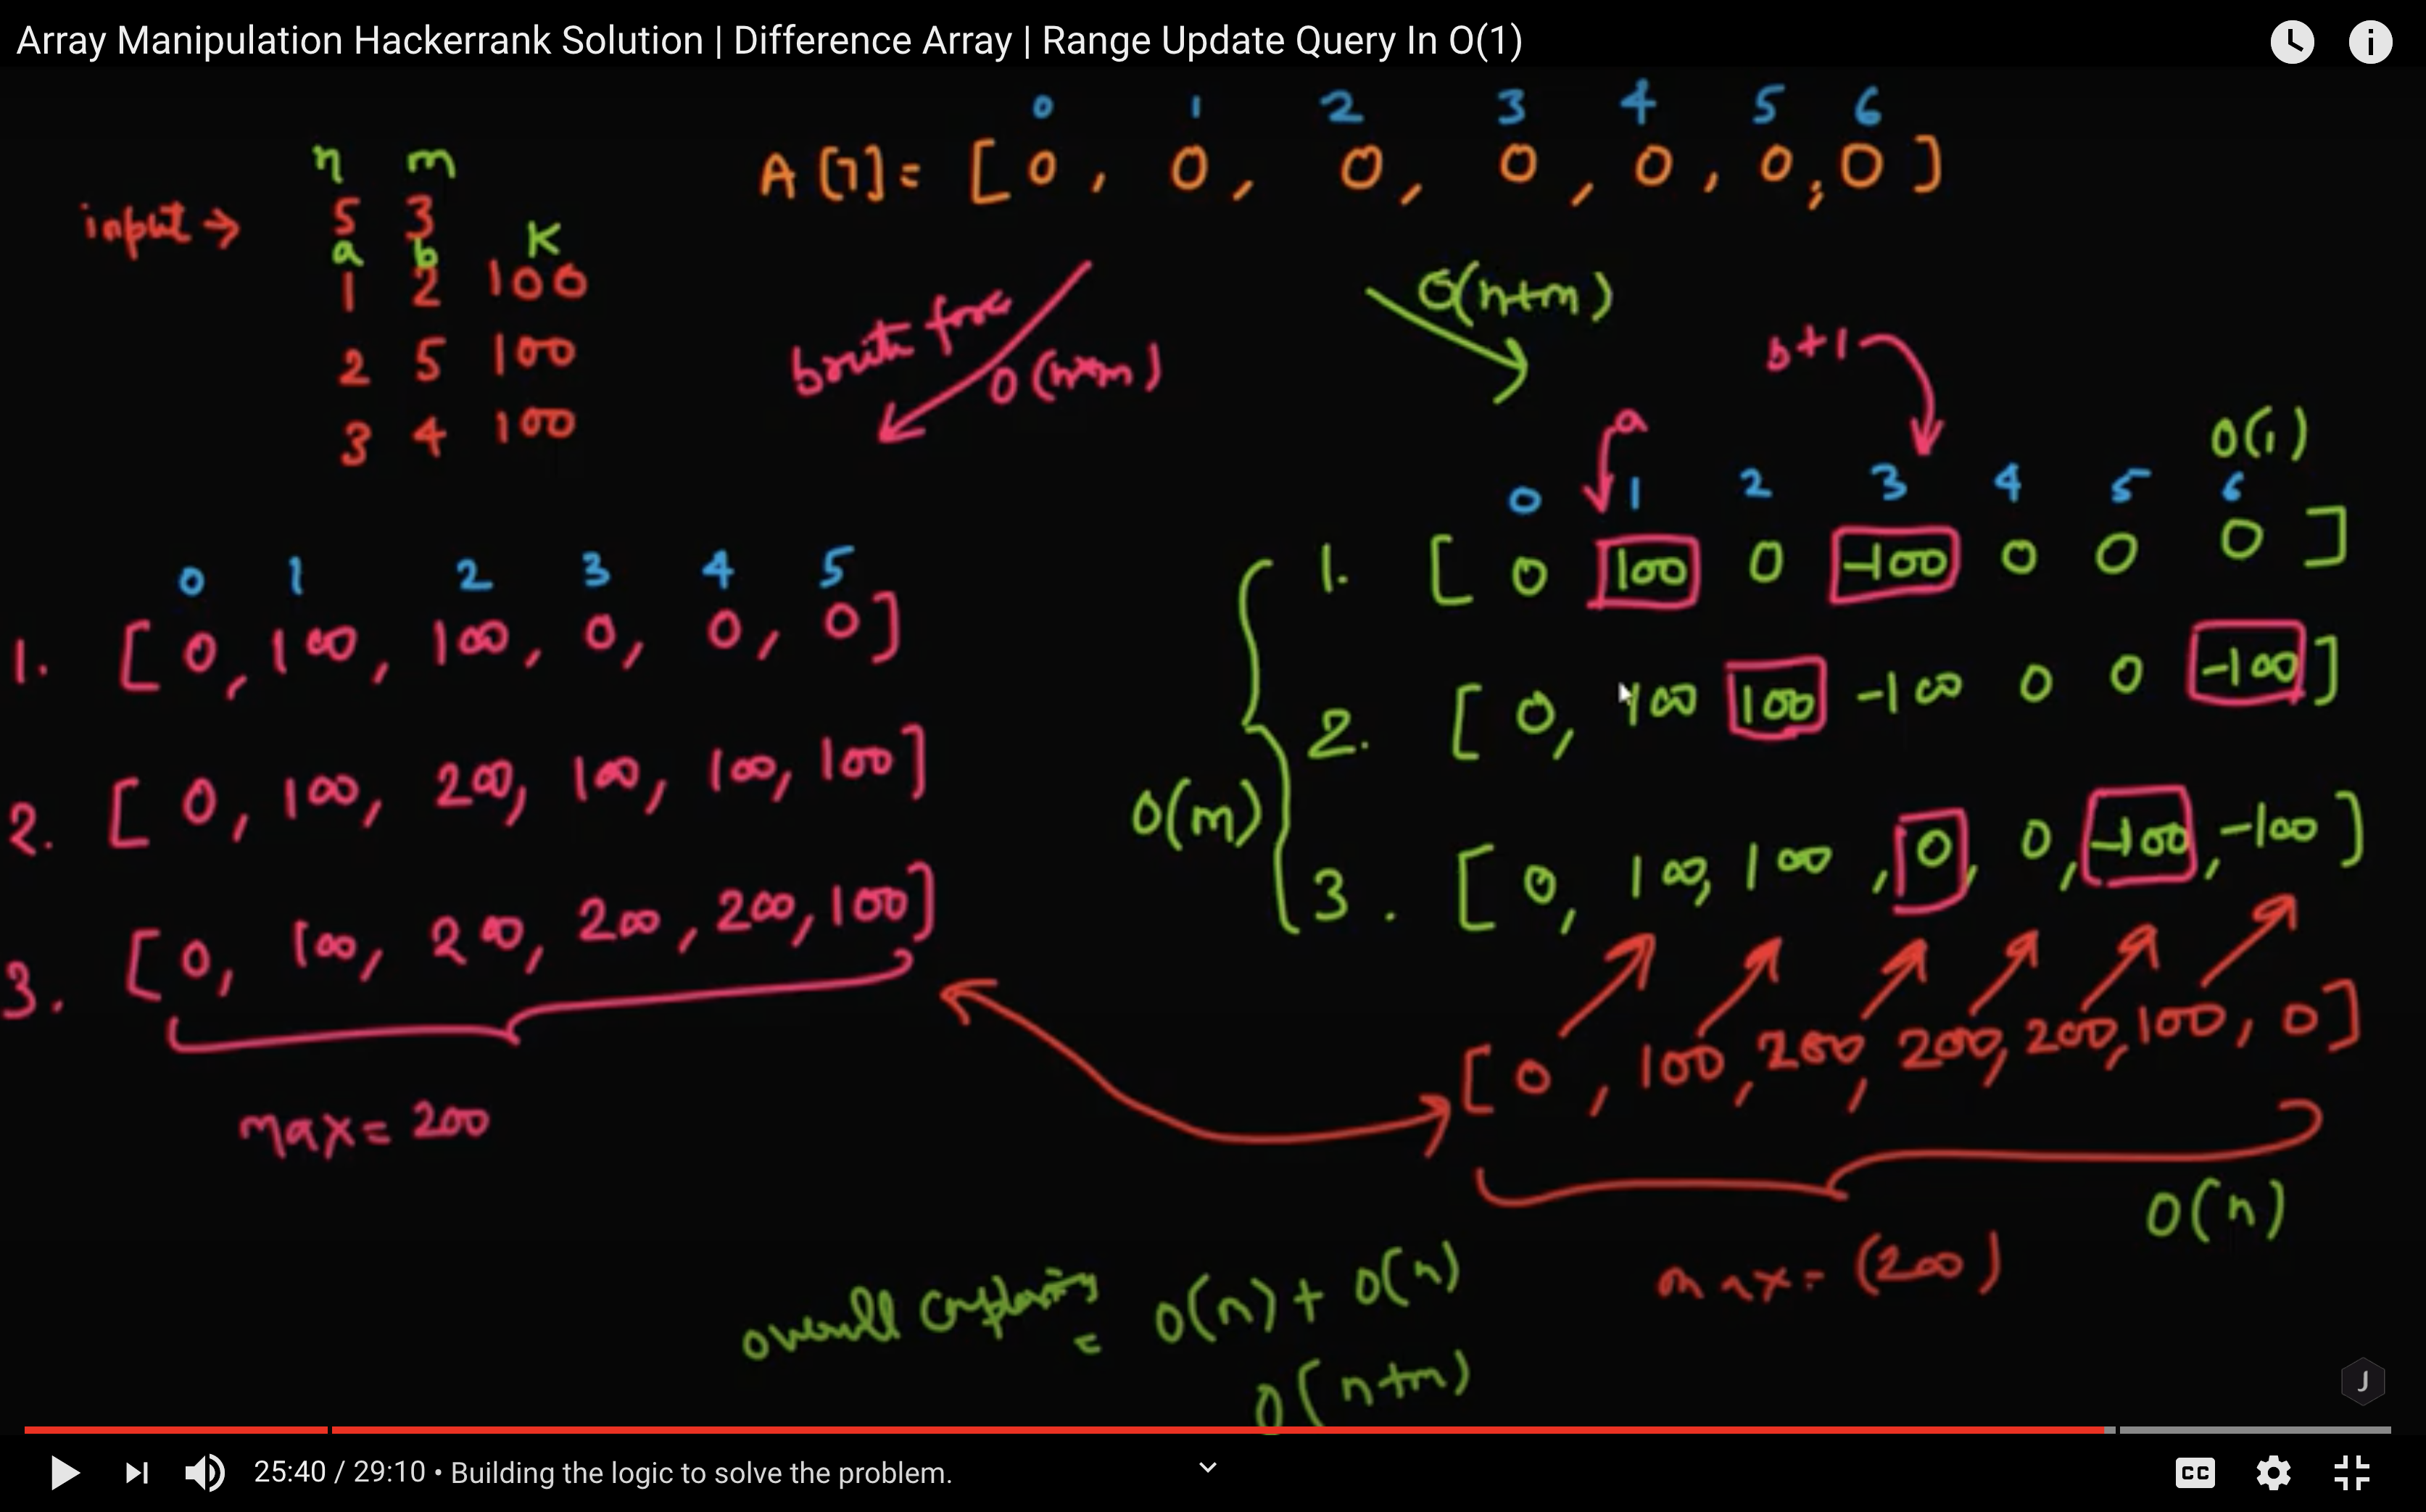 Array Manipulation Hackerrank Solution | Difference Array | Range Update Query In O(1)
0 1 2 3 4 5 6
A[7]= [0, 0, 0, 0, 0, 0, 0]
n m
input → 5 3
a b K
1 2 100
2 5 100
3 4 100
O(n×m)
O(n+m)
a
b+1
O(1)
0 1 2 3 4 5
1. [0, 100, 100, 0, 0, 0]
2. [0, 100, 200, 100, 100, 100]
3. [0, 100, 200, 200, 200, 100]
max= 200
0 1 2 3 4 5 6
1. [ 0 100 0 -100 0 0 0 ]
2. [ 0, 100 100 -100 0 0 -100]
O(m)
3. [ 0, 100, 100, 0, 0, -100, -100]
[ 0, 100, 200, 200, 200, 100, 0]
O(n)
max= (200)
overall
= O(n) + O(n)
O(n+m)
J
25:40 / 29:10 • Building the logic to solve the problem.
CC